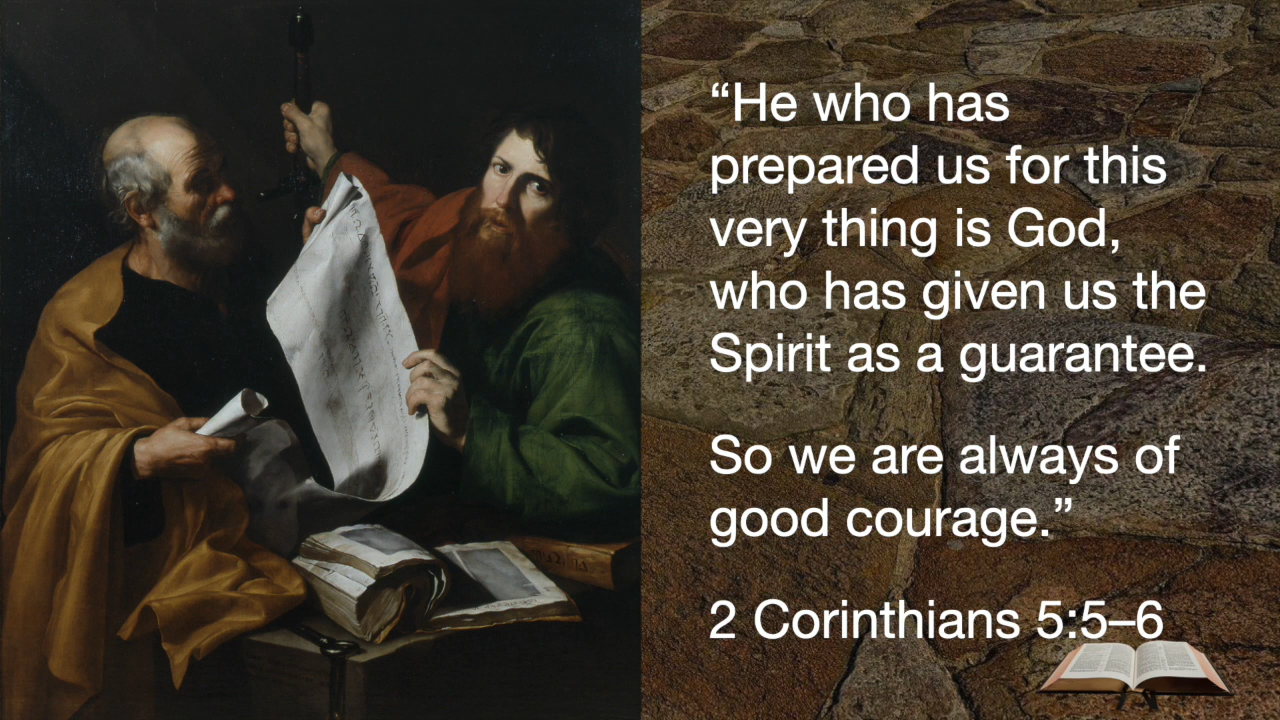 “He who has
prepared us for this
very thing is God,
who has given us the
Spirit as a guarantee.
So we are always of
good courage.”
2 Corinthians 5:5–6